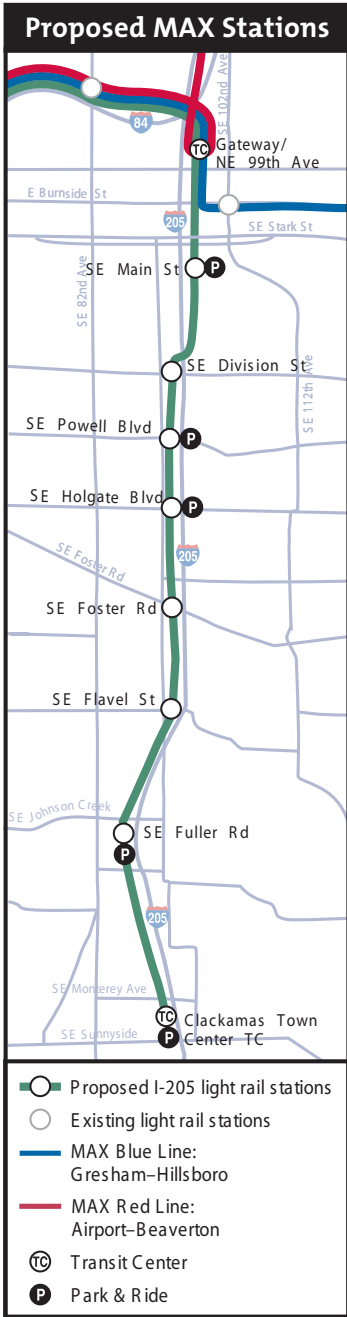 Proposed MAX Stations
SE 102nd Ave
84
TC
Gateway/
NE 99th Ave
E Burnside St
205
SE Stark St
SE Main St
P
SE 82nd Ave
SE Division St
SE 112th Ave
SE Powell Blvd
P
SE Holgate Blvd
P
SE Foster Rd
205
SE Foster Rd
SE Flavel St
SE Johnson Creek
SE Fuller Rd
P
205
SE Monterey Ave
TC
Clackamas Town
Center TC
P
SE Sunnyside
Proposed I-205 light rail stations
Existing light rail stations
MAX Blue Line:
Gresham–Hillsboro
MAX Red Line:
Airport–Beaverton
TC Transit Center
P Park & Ride